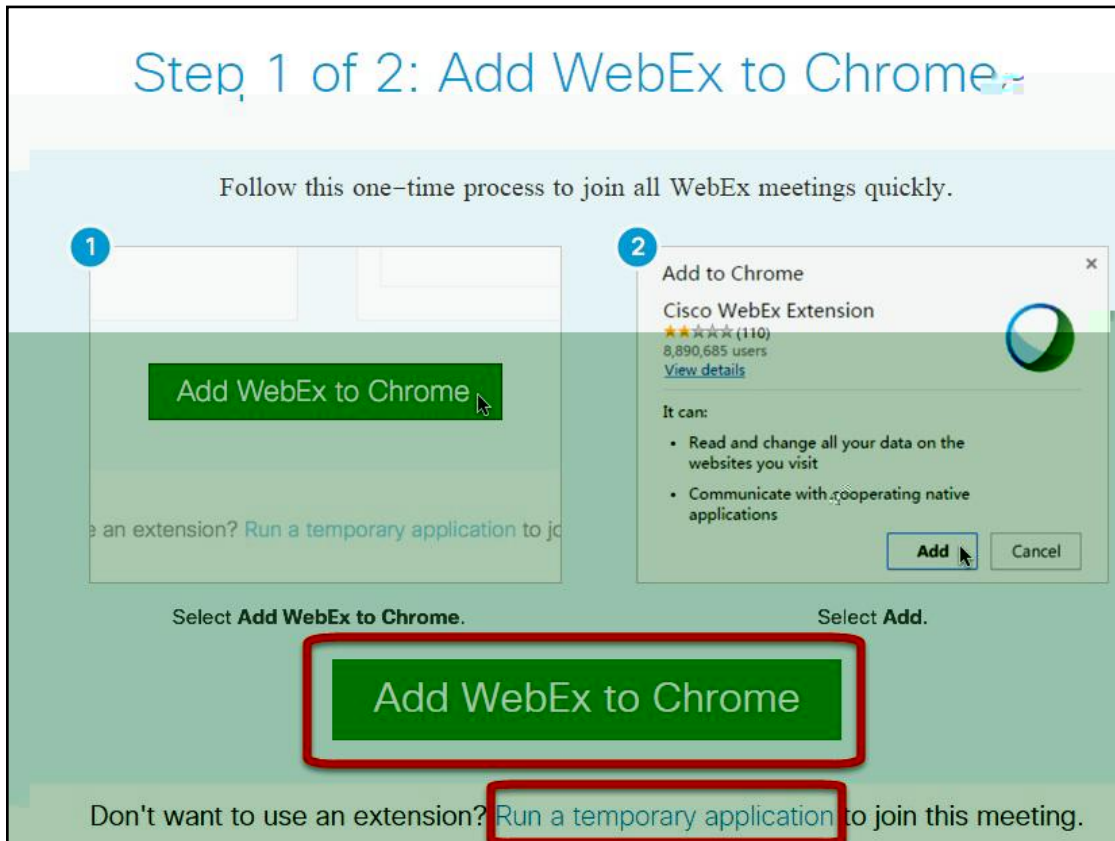 Step 1 of 2: Add WebEx to Chrome.
Follow this one-time process to join all WebEx meetings quickly.
1
Add WebEx to Chrome
an extension? Run a temporary application to
Select Add WebEx to Chrome.
2
Add to Chrome
×
Cisco WebEx Extension
(110)
8,890,685 users
View details
It can:
• Read and change all your data on the
websites you visit
• Communicate with cooperating native
applications
Add
Cancel
Select Add.
Add WebEx to Chrome
Don't want to use an extension? Run a temporary application to join this meeting.